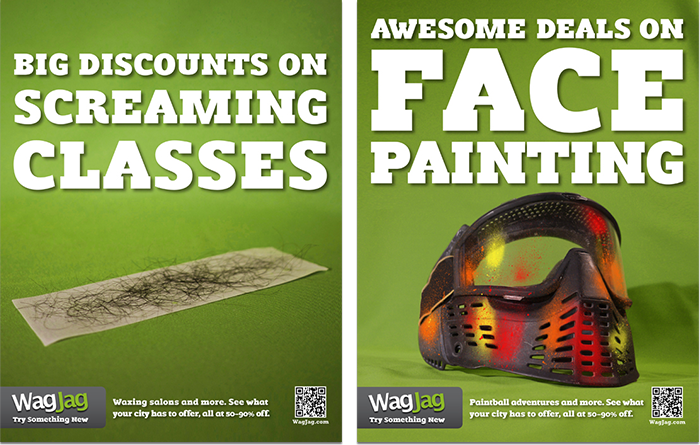 BIG DISCOUNTS ON
SCREAMING
CLASSES
WagJag
Try Something New
Waxing salons and more. See what
your city has to offer, all at 50–90% off.
WagJag.com
AWESOME DEALS ON
FACE
PAINTING
WagJag
Try Something New
Paintball adventures and more. See what
your city has to offer, all at 50–90% off.
WagJag.com